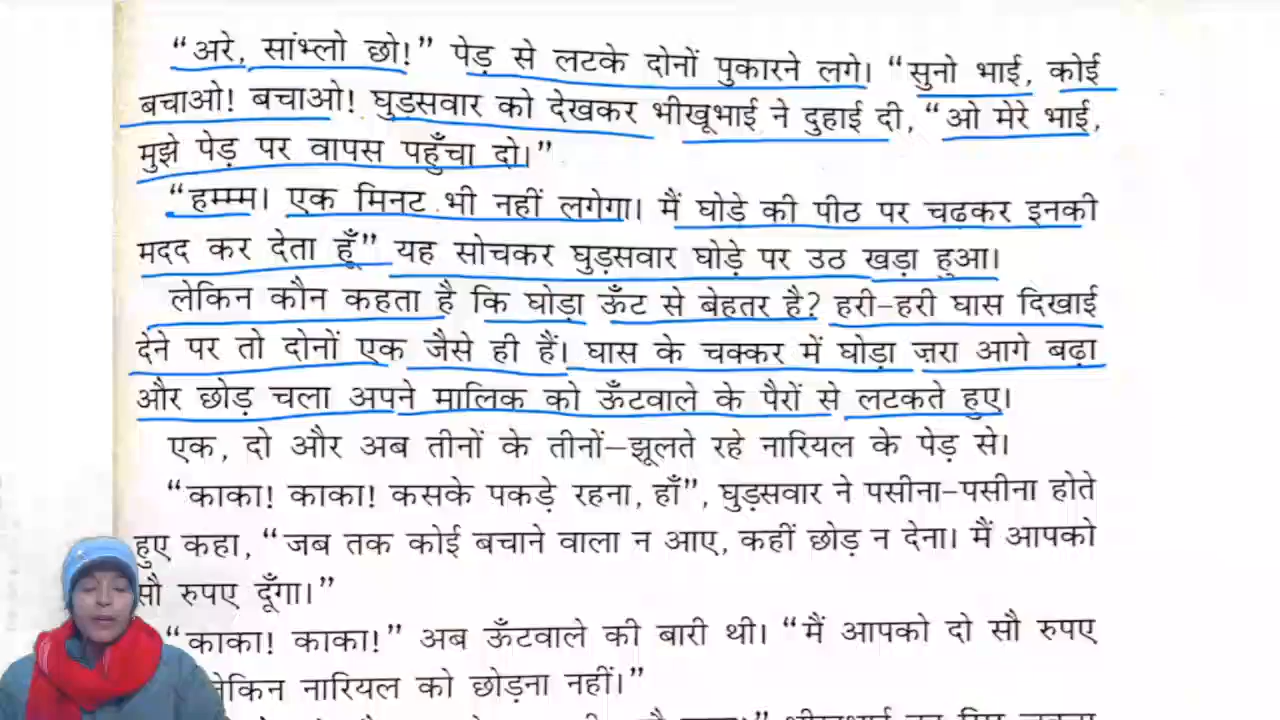 “अरे, सांभ्लो छो!” पेड़ से लटके दोनों पुकारने लगे। “सुनो भाई, कोई
बचाओ! बचाओ! घुड़सवार को देखकर भीखूभाई ने दुहाई दी, “ओ मेरे भाई,
मुझे पेड़ पर वापस पहुँचा दो।”
“हम्म्म। एक मिनट भी नहीं लगेगा। मैं घोडे की पीठ पर चढकर इनकी
मदद कर देता हूँ” यह सोचकर घुड़सवार घोड़े पर उठ खड़ा हुआ।
लेकिन कौन कहता है कि घोड़ा ऊँट से बेहतर है? हरी-हरी घास दिखाई
देने पर तो दोनों एक जैसे ही हैं। घास के चक्कर में घोड़ा ज़रा आगे बढ़ा
और छोड़ चला अपने मालिक को ऊँटवाले के पैरों से लटकते हुए।
एक, दो और अब तीनों के तीनों—झूलते रहे नारियल के पेड़ से।
“काका! काका! कसके पकड़े रहना, हाँ”, घुड़सवार ने पसीना-पसीना होते
हुए कहा, “जब तक कोई बचाने वाला न आए, कहीं छोड़ न देना। मैं आपको
सौ रुपए दूँगा।”
“काका! काका!” अब ऊँटवाले की बारी थी। “मैं आपको दो सौ रुपए
लेकिन नारियल को छोड़ना नहीं।”